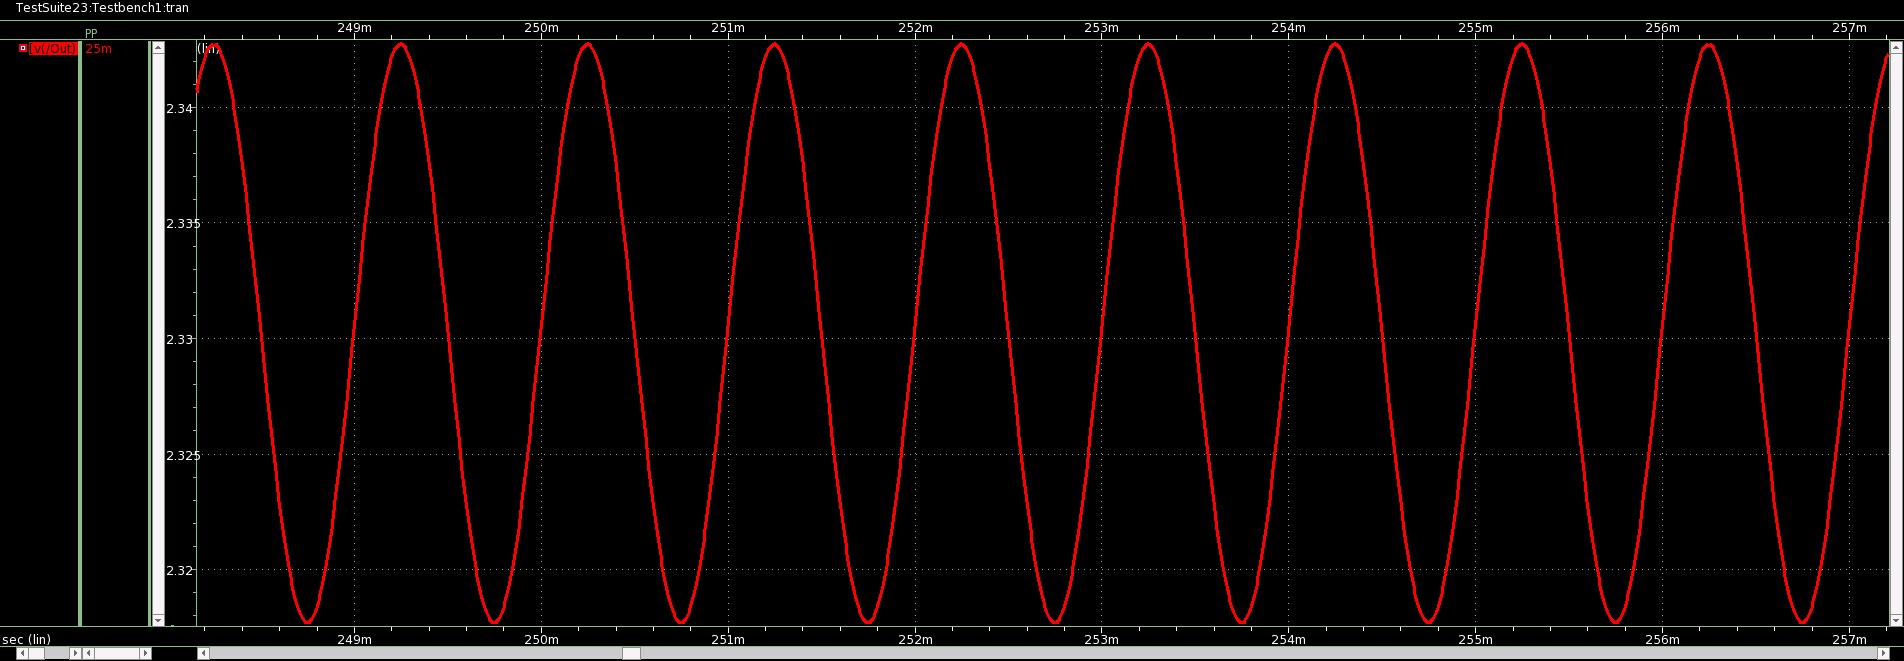 TestSuite23:Testbench1:tran
249m 250m 251m 252m 253m 254m 255m 256m 257m
PP
v(/Out) 25m (lin)
2.34
2.335
2.33
2.325
2.32
sec (lin) 249m 250m 251m 252m 253m 254m 255m 256m 257m